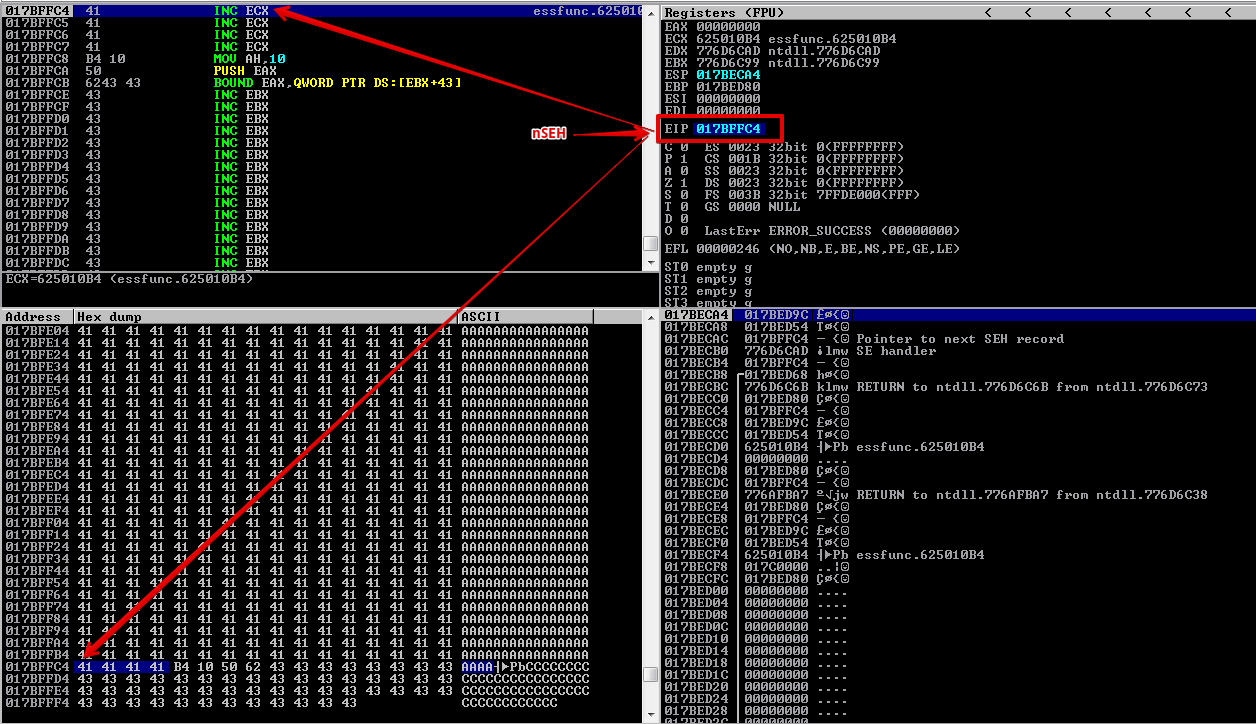 017BFFC4 41 INC ECX essfunc.625010
017BFFC5 41 INC ECX
017BFFC6 41 INC ECX
017BFFC7 41 INC ECX
017BFFC8 B4 10 MOV AH,10
017BFFCA 50 PUSH EAX
017BFFCB 6243 43 BOUND EAX,QWORD PTR DS:[EBX+43]
017BFFCE 43 INC EBX
017BFFCF 43 INC EBX
017BFFD0 43 INC EBX
017BFFD1 43 INC EBX
017BFFD2 43 INC EBX
017BFFD3 43 INC EBX
017BFFD4 43 INC EBX
017BFFD5 43 INC EBX
017BFFD6 43 INC EBX
017BFFD7 43 INC EBX
017BFFD8 43 INC EBX
017BFFD9 43 INC EBX
017BFFDA 43 INC EBX
017BFFDB 43 INC EBX
017BFFDC 43 INC EBX
ECX=625010B4 (essfunc.625010B4)
nSEH
Registers (FPU) < < < < < < <
EAX 00000000
ECX 625010B4 essfunc.625010B4
EDX 776D6CAD ntdll.776D6CAD
EBX 776D6C99 ntdll.776D6C99
ESP 017BECA4
EBP 017BED80
ESI 00000000
EDI 00000000
EIP 017BFFC4
C 0 ES 0023 32bit 0(FFFFFFFF)
P 1 CS 001B 32bit 0(FFFFFFFF)
A 0 SS 0023 32bit 0(FFFFFFFF)
Z 1 DS 0023 32bit 0(FFFFFFFF)
S 0 FS 003B 32bit 7FFDE000(FFF)
T 0 GS 0000 NULL
D 0
O 0 LastErr ERROR_SUCCESS (00000000)
EFL 00000246 (NO,NB,E,BE,NS,PE,GE,LE)
ST0 empty g
ST1 empty g
ST2 empty g
ST3 empty g
Address Hex dump ASCII
017BFE04 41 41 41 41 41 41 41 41 41 41 41 41 41 41 41 41 AAAAAAAAAAAAAAAA
017BFE14 41 41 41 41 41 41 41 41 41 41 41 41 41 41 41 41 AAAAAAAAAAAAAAAA
017BFE24 41 41 41 41 41 41 41 41 41 41 41 41 41 41 41 41 AAAAAAAAAAAAAAAA
017BFE34 41 41 41 41 41 41 41 41 41 41 41 41 41 41 41 41 AAAAAAAAAAAAAAAA
017BFE44 41 41 41 41 41 41 41 41 41 41 41 41 41 41 41 41 AAAAAAAAAAAAAAAA
017BFE54 41 41 41 41 41 41 41 41 41 41 41 41 41 41 41 41 AAAAAAAAAAAAAAAA
017BFE64 41 41 41 41 41 41 41 41 41 41 41 41 41 41 41 41 AAAAAAAAAAAAAAAA
017BFE74 41 41 41 41 41 41 41 41 41 41 41 41 41 41 41 41 AAAAAAAAAAAAAAAA
017BFE84 41 41 41 41 41 41 41 41 41 41 41 41 41 41 41 41 AAAAAAAAAAAAAAAA
017BFE94 41 41 41 41 41 41 41 41 41 41 41 41 41 41 41 41 AAAAAAAAAAAAAAAA
017BFEA4 41 41 41 41 41 41 41 41 41 41 41 41 41 41 41 41 AAAAAAAAAAAAAAAA
017BFEB4 41 41 41 41 41 41 41 41 41 41 41 41 41 41 41 41 AAAAAAAAAAAAAAAA
017BFEC4 41 41 41 41 41 41 41 41 41 41 41 41 41 41 41 41 AAAAAAAAAAAAAAAA
017BFED4 41 41 41 41 41 41 41 41 41 41 41 41 41 41 41 41 AAAAAAAAAAAAAAAA
017BFEE4 41 41 41 41 41 41 41 41 41 41 41 41 41 41 41 41 AAAAAAAAAAAAAAAA
017BFEF4 41 41 41 41 41 41 41 41 41 41 41 41 41 41 41 41 AAAAAAAAAAAAAAAA
017BFF04 41 41 41 41 41 41 41 41 41 41 41 41 41 41 41 41 AAAAAAAAAAAAAAAA
017BFF14 41 41 41 41 41 41 41 41 41 41 41 41 41 41 41 41 AAAAAAAAAAAAAAAA
017BFF24 41 41 41 41 41 41 41 41 41 41 41 41 41 41 41 41 AAAAAAAAAAAAAAAA
017BFF34 41 41 41 41 41 41 41 41 41 41 41 41 41 41 41 41 AAAAAAAAAAAAAAAA
017BFF44 41 41 41 41 41 41 41 41 41 41 41 41 41 41 41 41 AAAAAAAAAAAAAAAA
017BFF54 41 41 41 41 41 41 41 41 41 41 41 41 41 41 41 41 AAAAAAAAAAAAAAAA
017BFF64 41 41 41 41 41 41 41 41 41 41 41 41 41 41 41 41 AAAAAAAAAAAAAAAA
017BFF74 41 41 41 41 41 41 41 41 41 41 41 41 41 41 41 41 AAAAAAAAAAAAAAAA
017BFF84 41 41 41 41 41 41 41 41 41 41 41 41 41 41 41 41 AAAAAAAAAAAAAAAA
017BFF94 41 41 41 41 41 41 41 41 41 41 41 41 41 41 41 41 AAAAAAAAAAAAAAAA
017BFFA4 41 41 41 41 41 41 41 41 41 41 41 41 41 41 41 41 AAAAAAAAAAAAAAAA
017BFFB4 41 41 41 41 41 41 41 41 41 41 41 41 41 41 41 AAAAAAAAAAAAAAAA
017BFFC4 41 41 41 41 B4 10 50 62 43 43 43 43 43 43 43 43 AAAA┤►PbCCCCCCCC
017BFFD4 43 43 43 43 43 43 43 43 43 43 43 43 43 43 43 43 CCCCCCCCCCCCCCCC
017BFFE4 43 43 43 43 43 43 43 43 43 43 43 43 43 43 43 43 CCCCCCCCCCCCCCCC
017BFFF4 43 43 43 43 43 43 43 43 43 43 43 43 CCCCCCCCCCCC
017BECA4 017BED9C £ø{☺
017BECA8 017BED54 Tø{☺
017BECAC 017BFFC4 ─ {☺ Pointer to next SEH record
017BECB0 776D6CAD ¡lmw SE handler
017BECB4 017BFFC4 ─ {☺
017BECB8 017BED68 hø{☺
017BECBC 776D6C6B klmw RETURN to ntdll.776D6C6B from ntdll.776D6C73
017BECC0 017BED80 Çø{☺
017BECC4 017BFFC4 ─ {☺
017BECC8 017BED9C £ø{☺
017BECCC 017BED54 Tø{☺
017BECD0 625010B4 ┤►Pb essfunc.625010B4
017BECD4 00000000 ....
017BECD8 017BED80 Çø{☺
017BECDC 017BFFC4 ─ {☺
017BECE0 776AFBA7 º√jw RETURN to ntdll.776AFBA7 from ntdll.776D6C38
017BECE4 017BED80 Çø{☺
017BECE8 017BFFC4 ─ {☺
017BECEC 017BED9C £ø{☺
017BECF0 017BED54 Tø{☺
017BECF4 625010B4 ┤►Pb essfunc.625010B4
017BECF8 017C0000 ..¦☺
017BECFC 017BED80 Çø{☺
017BED00 00000000 ....
017BED04 00000000 ....
017BED08 00000000 ....
017BED0C 00000000 ....
017BED10 00000000 ....
017BED14 00000000 ....
017BED18 00000000 ....
017BED1C 00000000 ....
017BED20 00000000 ....
017BED24 00000000 ....
017BED28 00000000 ....
017BED2C 00000000 ....